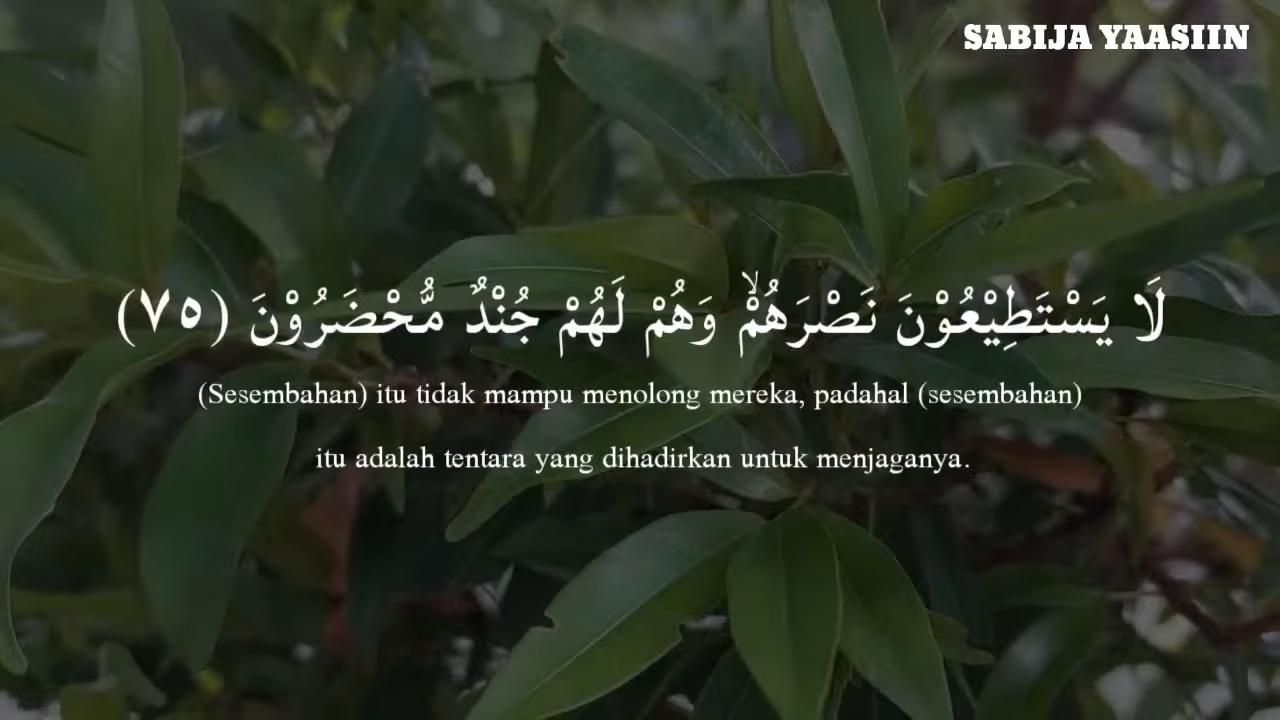 SABIJA YAASIIN
لَا يَسْتَطِيْعُوْنَ نَصْرَهُمْۙ وَهُمْ لَهُمْ جُنْدٌ مُّحْضَرُوْنَ (٧٥)
(Sesembahan) itu tidak mampu menolong mereka, padahal (sesembahan)
itu adalah tentara yang dihadirkan untuk menjaganya.